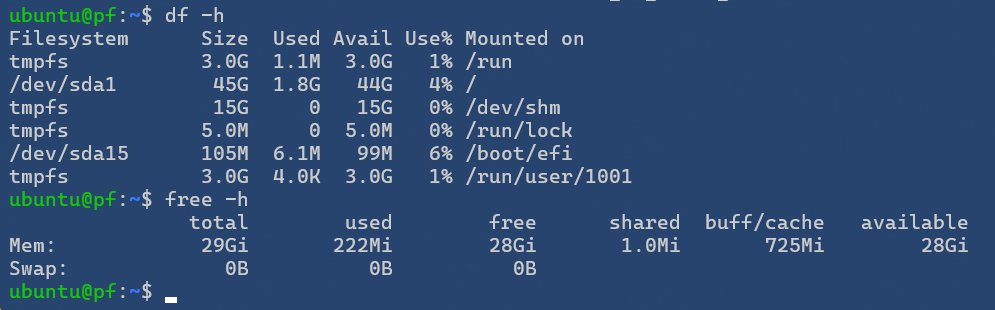 ubuntu@pf:~$ df -h
Filesystem      Size  Used Avail Use% Mounted on
tmpfs           3.0G  1.1M  3.0G   1% /run
/dev/sda1        45G  1.8G   44G   4% /
tmpfs            15G     0   15G   0% /dev/shm
tmpfs           5.0M     0  5.0M   0% /run/lock
/dev/sda15      105M  6.1M   99M   6% /boot/efi
tmpfs           3.0G  4.0K  3.0G   1% /run/user/1001
ubuntu@pf:~$ free -h
               total        used        free      shared  buff/cache   available
Mem:            29Gi       222Mi        28Gi       1.0Mi       725Mi        28Gi
Swap:             0B          0B          0B
ubuntu@pf:~$